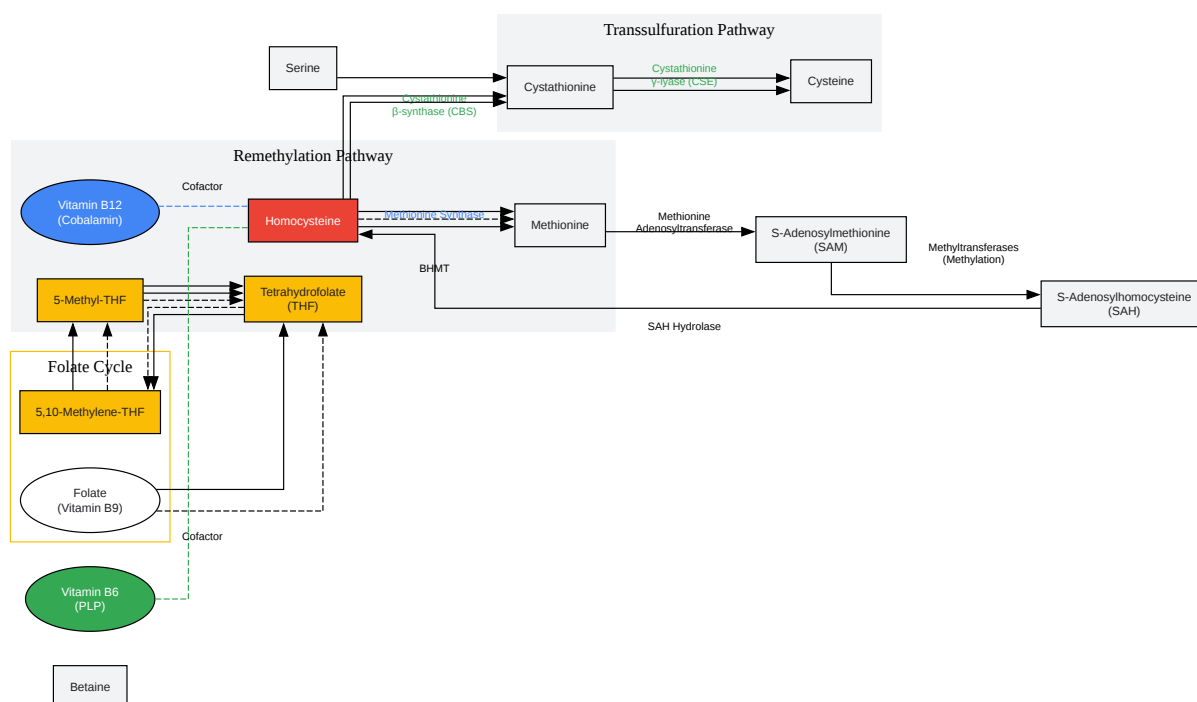 Transsulfuration Pathway
Serine
Cystathionine
Cystathionine
γ-lyase (CSE)
Cysteine
Cystathionine
β-synthase (CBS)
Remethylation Pathway
Cofactor
Vitamin B12
(Cobalamin)
Homocysteine
Methionine Synthase
Methionine
Methionine
Adenosyltransferase
S-Adenosylmethionine
(SAM)
Methyltransferases
(Methylation)
BHMT
5-Methyl-THF
Tetrahydrofolate
(THF)
S-Adenosylhomocysteine
(SAH)
SAH Hydrolase
Folate Cycle
5,10-Methylene-THF
Folate
(Vitamin B9)
Cofactor
Vitamin B6
(PLP)
Betaine